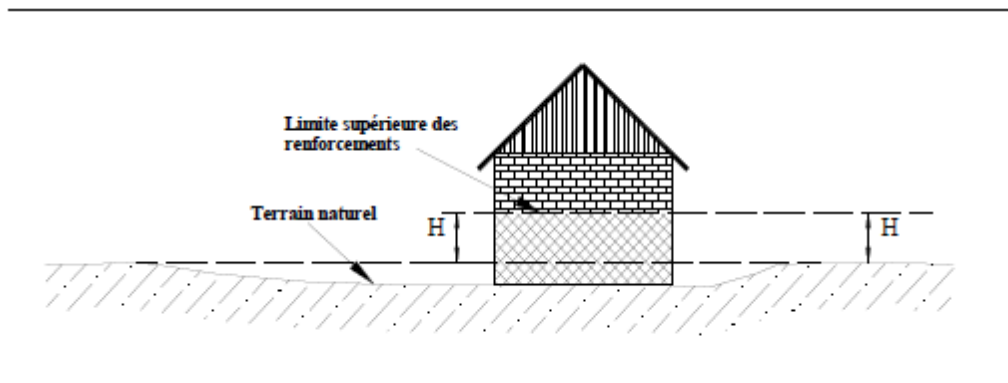 Limite supérieure des
renforcements
Terrain naturel
H
H